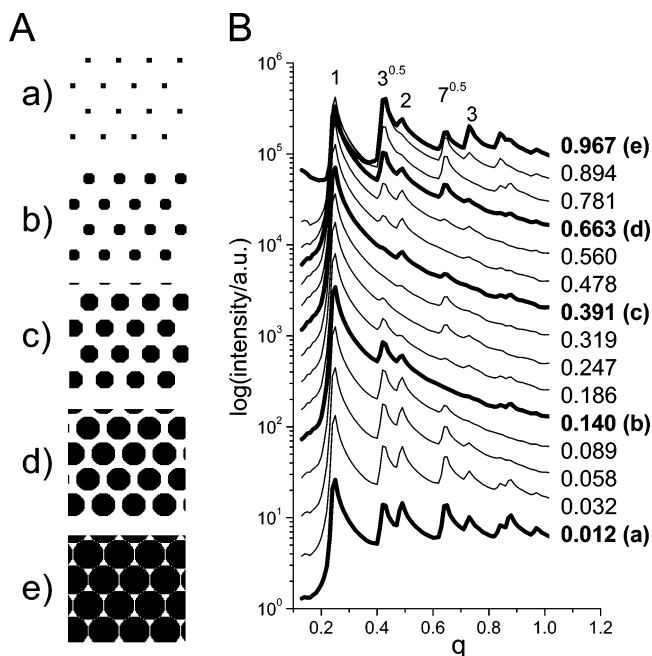 A
B
a)
b)
c)
d)
e)
log(intensity/a.u.)
10^6
10^5
10^4
10^3
10^2
10^1
10^0
1
3^0.5
2
7^0.5
3
0.967 (e)
0.894
0.781
0.663 (d)
0.560
0.478
0.391 (c)
0.319
0.247
0.186
0.140 (b)
0.089
0.058
0.032
0.012 (a)
0.2 0.4 0.6 0.8 1.0 1.2
q